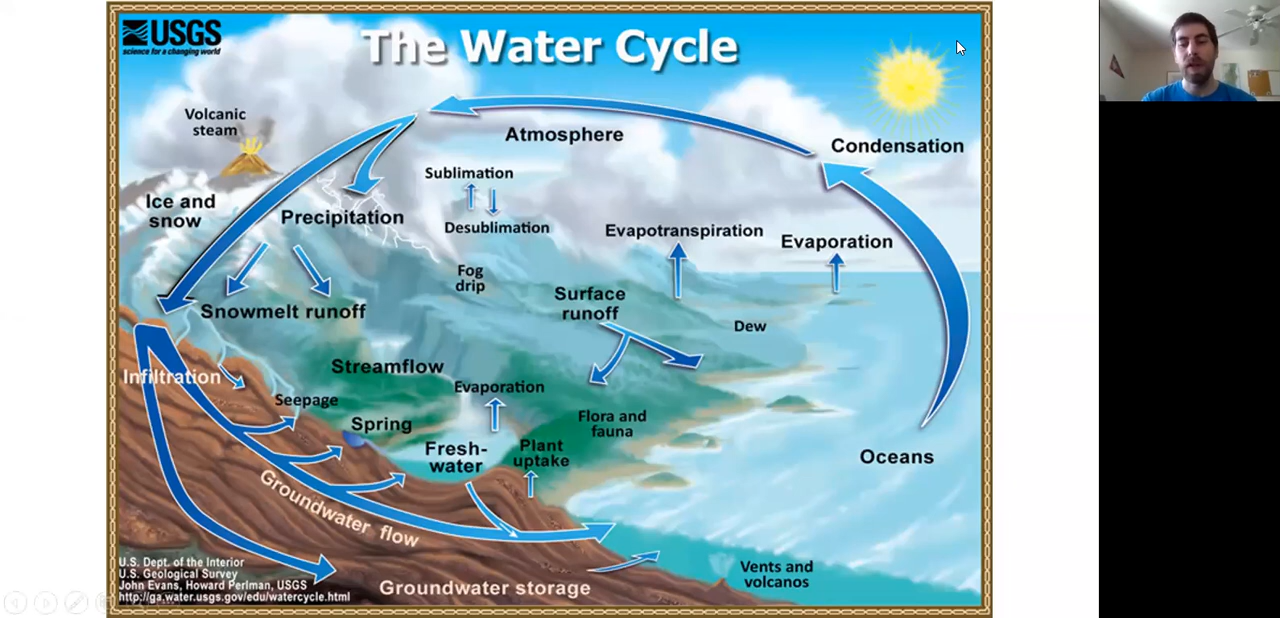 USGS
science for a changing world
The Water Cycle
Volcanic
steam
Atmosphere
Condensation
Sublimation
Ice and
snow
Precipitation
Desublimation
Evapotranspiration
Evaporation
Fog
drip
Surface
runoff
Snowmelt runoff
Dew
Streamflow
Infiltration
Evaporation
Seepage
Flora and
fauna
Spring
Fresh-
water
Plant
uptake
Oceans
Groundwater flow
Vents and
volcanos
Groundwater storage
U.S. Dept. of the Interior
U.S. Geological Survey
John Evans, Howard Perlman, USGS
http://ga.water.usgs.gov/edu/watercycle.html